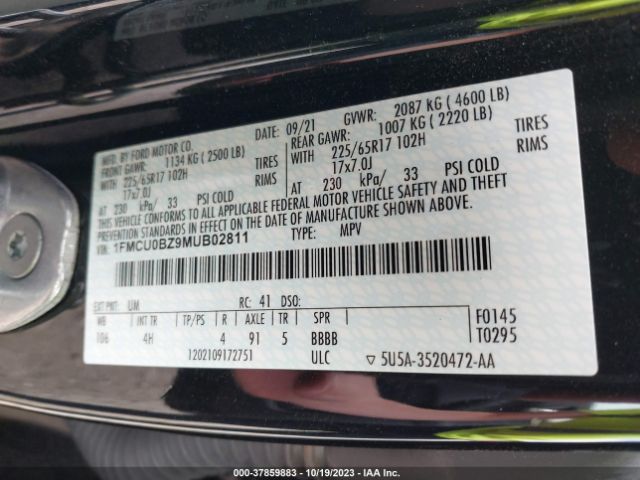 MFD. BY FORD MOTOR CO. DATE: 09/21 GVWR: 2087 KG ( 4600 LB)
FRONT GAWR: 1134 KG ( 2500 LB) REAR GAWR: 1007 KG ( 2220 LB)
WITH 225/65R17 102H TIRES WITH 225/65R17 102H TIRES
17x7.0J RIMS 17x7.0J RIMS
AT 230 kPa/ 33 PSI COLD AT 230 kPa/ 33 PSI COLD
THIS VEHICLE CONFORMS TO ALL APPLICABLE FEDERAL MOTOR VEHICLE SAFETY AND THEFT
PREVENTION STANDARDS IN EFFECT ON THE DATE OF MANUFACTURE SHOWN ABOVE.
VIN: 1FMCU0BZ9MUB02811 TYPE: MPV
EXT PNT: UM RC: 41 DSO:
WB INT TR TP/PS R AXLE TR SPR F0145
106 4H 4 91 5 BBBB T0295
1202109172751 ULC ▽ 5U5A-3520472-AA
000-37859883 | 10/19/2023 | IAA Inc.